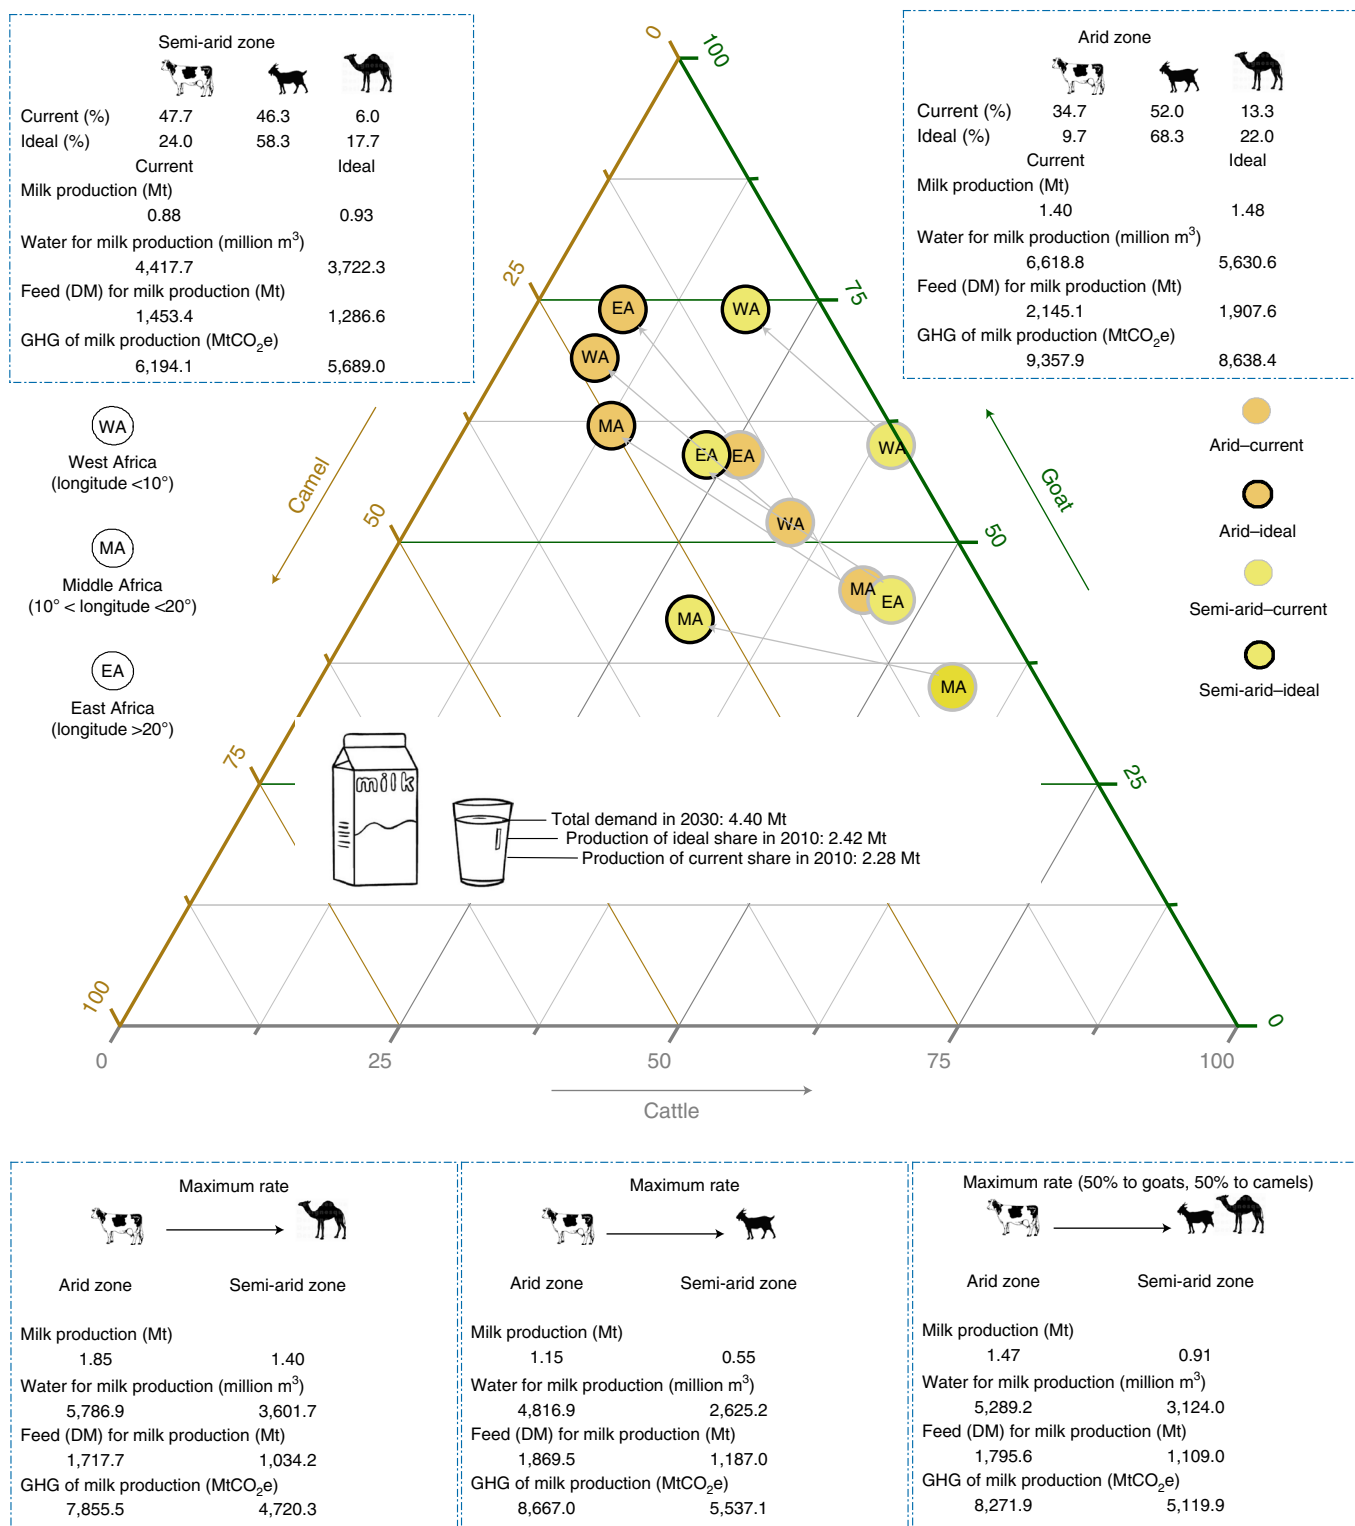 Semi-arid zone
Current (%) 47.7 46.3 6.0
Ideal (%) 24.0 58.3 17.7
Current Ideal
Milk production (Mt)
0.88 0.93
Water for milk production (million m³)
4,417.7 3,722.3
Feed (DM) for milk production (Mt)
1,453.4 1,286.6
GHG of milk production (MtCO₂e)
6,194.1 5,689.0
Arid zone
Current (%) 34.7 52.0 13.3
Ideal (%) 9.7 68.3 22.0
Current Ideal
Milk production (Mt)
1.40 1.48
Water for milk production (million m³)
6,618.8 5,630.6
Feed (DM) for milk production (Mt)
2,145.1 1,907.6
GHG of milk production (MtCO₂e)
9,357.9 8,638.4
WA
West Africa
(longitude <10°)
MA
Middle Africa
(10° < longitude <20°)
EA
East Africa
(longitude >20°)
0
25
50
75
100
Camel
100
75
50
25
0
Goat
EA
WA
WA
MA
EA
EA
WA
WA
MA
EA
MA
MA
Arid–current
Arid–ideal
Semi-arid–current
Semi-arid–ideal
milk
Total demand in 2030: 4.40 Mt
Production of ideal share in 2010: 2.42 Mt
Production of current share in 2010: 2.28 Mt
0 25 50 75 100
Cattle
Maximum rate
Arid zone Semi-arid zone
Milk production (Mt)
1.85 1.40
Water for milk production (million m³)
5,786.9 3,601.7
Feed (DM) for milk production (Mt)
1,717.7 1,034.2
GHG of milk production (MtCO₂e)
7,855.5 4,720.3
Maximum rate
Arid zone Semi-arid zone
Milk production (Mt)
1.15 0.55
Water for milk production (million m³)
4,816.9 2,625.2
Feed (DM) for milk production (Mt)
1,869.5 1,187.0
GHG of milk production (MtCO₂e)
8,667.0 5,537.1
Maximum rate (50% to goats, 50% to camels)
Arid zone Semi-arid zone
Milk production (Mt)
1.47 0.91
Water for milk production (million m³)
5,289.2 3,124.0
Feed (DM) for milk production (Mt)
1,795.6 1,109.0
GHG of milk production (MtCO₂e)
8,271.9 5,119.9